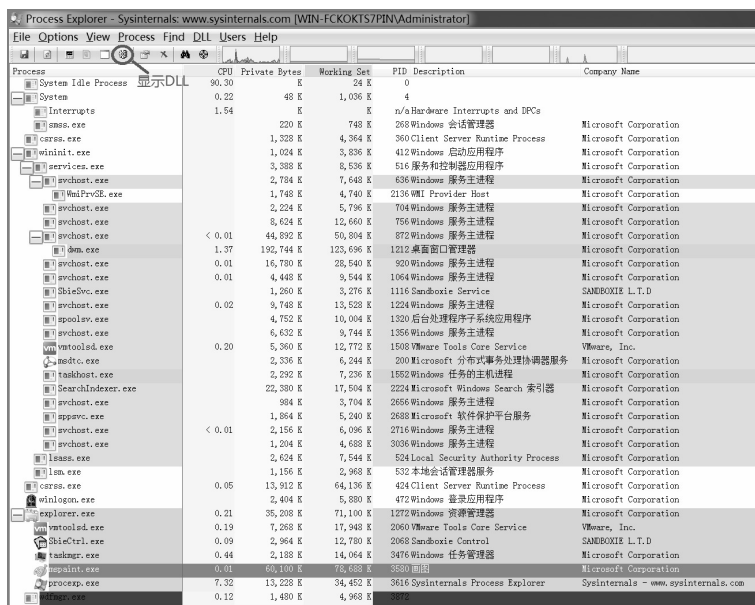 Process Explorer - Sysinternals: www.sysinternals.com [WIN-FCKOKTS7PIN\Administrator]
File Options View Process Find DLL Users Help
Process CPU Private Bytes Working Set PID Description Company Name
显示DLL
System Idle Process 90.30 K 24 K 0
System 0.22 48 K 1,036 K 4
Interrupts 1.54 K K n/a Hardware Interrupts and DPCs
smss.exe 220 K 748 K 268 Windows 会话管理器 Microsoft Corporation
csrss.exe 1,328 K 4,364 K 360 Client Server Runtime Process Microsoft Corporation
wininit.exe 1,024 K 3,836 K 412 Windows 启动应用程序 Microsoft Corporation
services.exe 3,388 K 8,536 K 516 服务和控制器应用程序 Microsoft Corporation
svchost.exe 2,784 K 7,648 K 636 Windows 服务主进程 Microsoft Corporation
WmiPrvSE.exe 1,748 K 4,740 K 2136 WMI Provider Host Microsoft Corporation
svchost.exe 2,224 K 5,796 K 704 Windows 服务主进程 Microsoft Corporation
svchost.exe 8,624 K 12,660 K 756 Windows 服务主进程 Microsoft Corporation
svchost.exe < 0.01 44,892 K 50,804 K 872 Windows 服务主进程 Microsoft Corporation
dwm.exe 1.37 192,744 K 123,696 K 1212 桌面窗口管理器 Microsoft Corporation
svchost.exe 0.01 16,780 K 28,540 K 920 Windows 服务主进程 Microsoft Corporation
svchost.exe 0.01 4,448 K 9,544 K 1064 Windows 服务主进程 Microsoft Corporation
SbieSvc.exe 1,260 K 3,276 K 1116 Sandboxie Service SANDBOXIE L.T.D
svchost.exe 0.02 9,748 K 13,528 K 1224 Windows 服务主进程 Microsoft Corporation
spoolsv.exe 4,752 K 10,004 K 1320 后台处理程序子系统应用程序 Microsoft Corporation
svchost.exe 6,632 K 9,744 K 1356 Windows 服务主进程 Microsoft Corporation
vmtoolsd.exe 0.20 5,360 K 12,772 K 1508 VMware Tools Core Service VMware, Inc.
msdtc.exe 2,336 K 6,244 K 200 Microsoft 分布式事务处理协调器服务 Microsoft Corporation
taskhost.exe 2,292 K 7,236 K 1552 Windows 任务的主机进程 Microsoft Corporation
SearchIndexer.exe 22,380 K 17,504 K 2224 Microsoft Windows Search 索引器 Microsoft Corporation
svchost.exe 984 K 3,704 K 2656 Windows 服务主进程 Microsoft Corporation
sppsvc.exe 1,864 K 5,240 K 2688 Microsoft 软件保护平台服务 Microsoft Corporation
svchost.exe < 0.01 2,156 K 6,096 K 2716 Windows 服务主进程 Microsoft Corporation
svchost.exe 1,204 K 4,688 K 3036 Windows 服务主进程 Microsoft Corporation
lsass.exe 2,624 K 7,544 K 524 Local Security Authority Process Microsoft Corporation
lsm.exe 1,156 K 2,968 K 532 本地会话管理器服务 Microsoft Corporation
csrss.exe 0.05 13,912 K 64,136 K 424 Client Server Runtime Process Microsoft Corporation
winlogon.exe 2,404 K 5,880 K 472 Windows 登录应用程序 Microsoft Corporation
explorer.exe 0.21 35,208 K 71,100 K 1272 Windows 资源管理器 Microsoft Corporation
vmtoolsd.exe 0.19 7,268 K 17,948 K 2060 VMware Tools Core Service VMware, Inc.
SbieCtrl.exe 0.09 2,964 K 12,780 K 2068 Sandboxie Control SANDBOXIE L.T.D
taskmgr.exe 0.44 2,188 K 14,064 K 3476 Windows 任务管理器 Microsoft Corporation
mspaint.exe 0.01 60,100 K 78,688 K 3580 画图 Microsoft Corporation
procexp.exe 7.32 13,228 K 34,452 K 3616 Sysinternals Process Explorer Sysinternals - www.sysinternals.com
wdfmgr.exe 0.12 1,480 K 4,968 K 3872